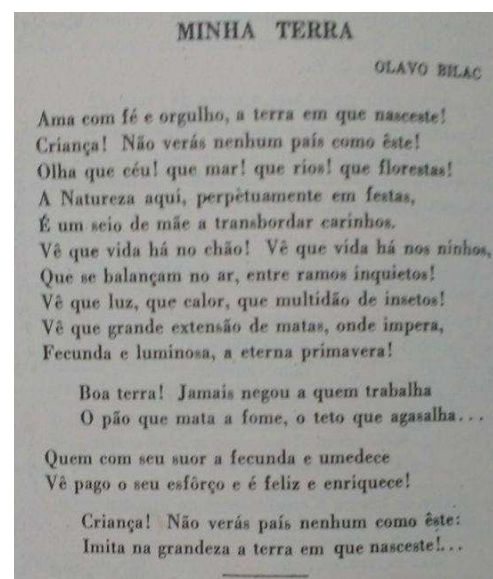 MINHA TERRA
OLAVO BILAC
Ama com fé e orgulho, a terra em que nasceste!
Criança! Não verás nenhum país como êste!
Olha que céu! que mar! que rios! que florestas!
A Natureza aqui, perpètuamente em festas,
É um seio de mãe a transbordar carinhos.
Vê que vida há no chão! Vê que vida há nos ninhos,
Que se balançam no ar, entre ramos inquietos!
Vê que luz, que calor, que multidão de insetos!
Vê que grande extensão de matas, onde impera,
Fecunda e luminosa, a eterna primavera!
Boa terra! Jamais negou a quem trabalha
O pão que mata a fome, o teto que agasalha...
Quem com seu suor a fecunda e umedece
Vê pago o seu esfôrço e é feliz e enriquece!
Criança! Não verás país nenhum como êste:
Imita na grandeza a terra em que nasceste!...